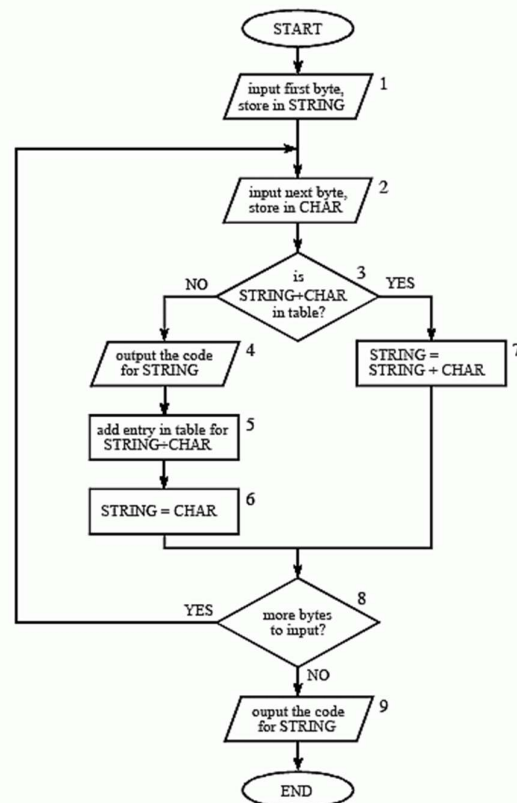 START
input first byte,
store in STRING
1
input next byte,
store in CHAR
2
is
STRING+CHAR
in table?
3
NO
YES
output the code
for STRING
4
STRING =
STRING + CHAR
7
add entry in table for
STRING+CHAR
5
STRING = CHAR
6
more bytes
to input?
8
YES
NO
ouput the code
for STRING
9
END